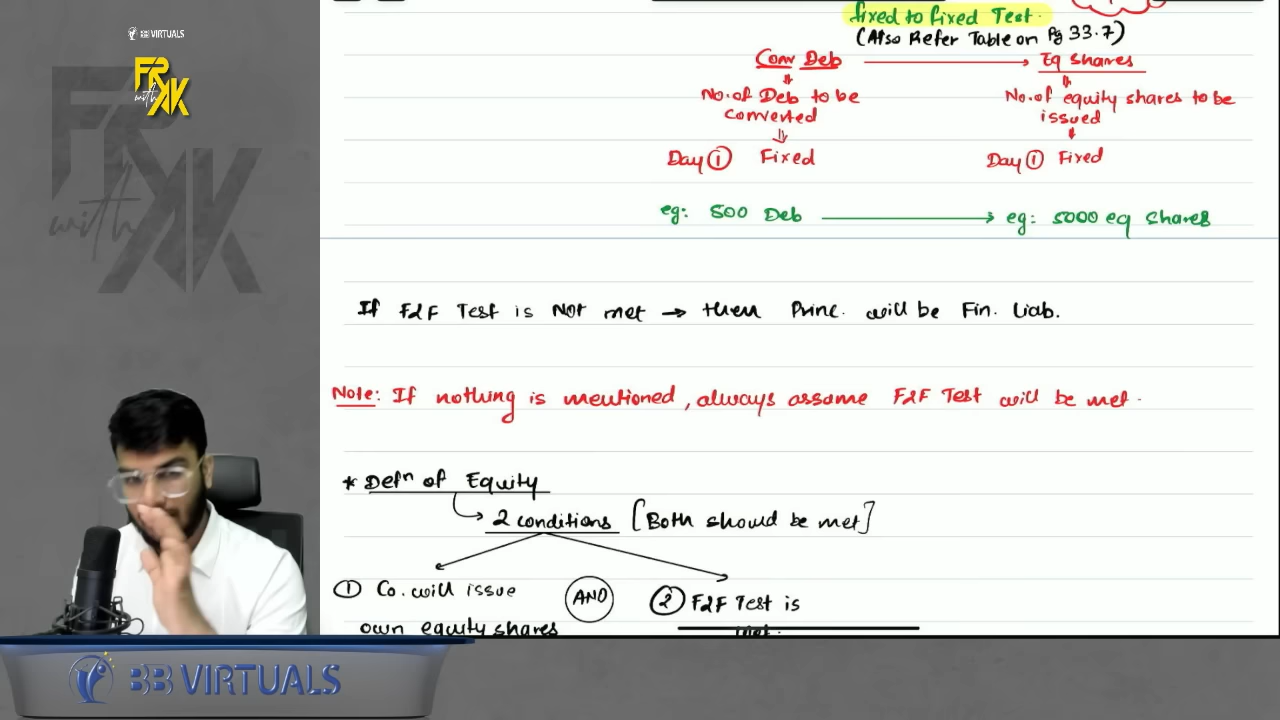 BB VIRTUALS
FR
with
AK
FR
with
AK
fixed to fixed Test.
(Also Refer Table on Pg 33.7)
Conv Deb → Eq Shares
No. of Deb to be converted
No. of equity shares to be issued
Day ① Fixed
Day ① Fixed
eg: 500 Deb → eg: 5000 eq Shares
If F2F Test is Not met → then Princ. will be Fin. Liab.
Note: If nothing is mentioned, always assume F2F Test will be met.
* Defn of Equity
2 conditions [Both should be met]
① Co. will issue
own equity shares
AND
② F2F Test is
met.
BB VIRTUALS